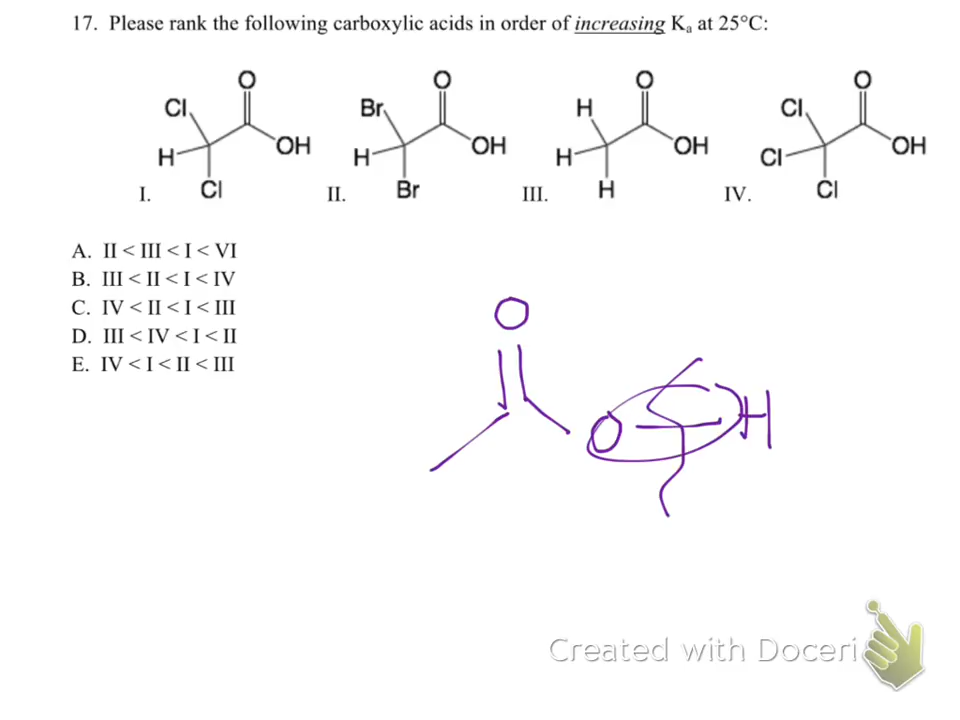 17. Please rank the following carboxylic acids in order of increasing Kₐ at 25°C:
O O O O
Cl Br H Cl
H OH H OH H OH Cl OH
I. Cl II. Br III. H IV. Cl
A. II < III < I < VI
B. III < II < I < IV
C. IV < II < I < III
D. III < IV < I < II
E. IV < I < II < III
O
O H
Created with Doceri